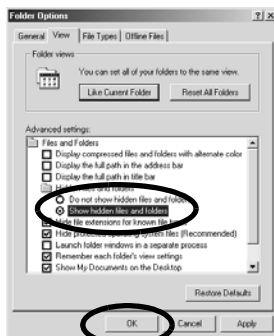 Folder Options
General View File Types Offline Files
Folder views
You can set all of your folders to the same view.
Like Current Folder Reset All Folders
Advanced settings:
Files and Folders
Display compressed files and folders with alternate color
Display the full path in the address bar
Display the full path in title bar
Hidden files and folders
Do not show hidden files and folders
Show hidden files and folders
Hide file extensions for known file
Hide protected operating system files (Recommended)
Launch folder windows in a separate process
Remember each folder's view settings
Show My Documents on the Desktop
Restore Defaults
OK Cancel Apply